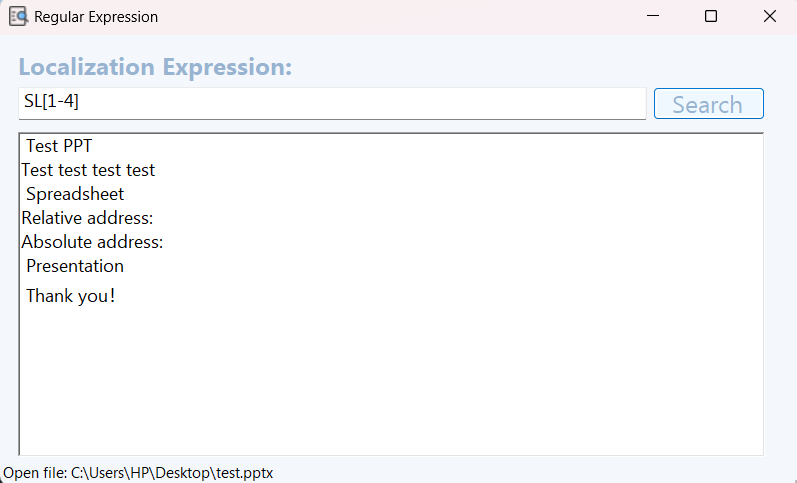 Regular Expression
Localization Expression:
SL[1-4]
Search
Test PPT
Test test test test
Spreadsheet
Relative address:
Absolute address:
Presentation
Thank you!
Open file: C:\Users\HP\Desktop\test.pptx